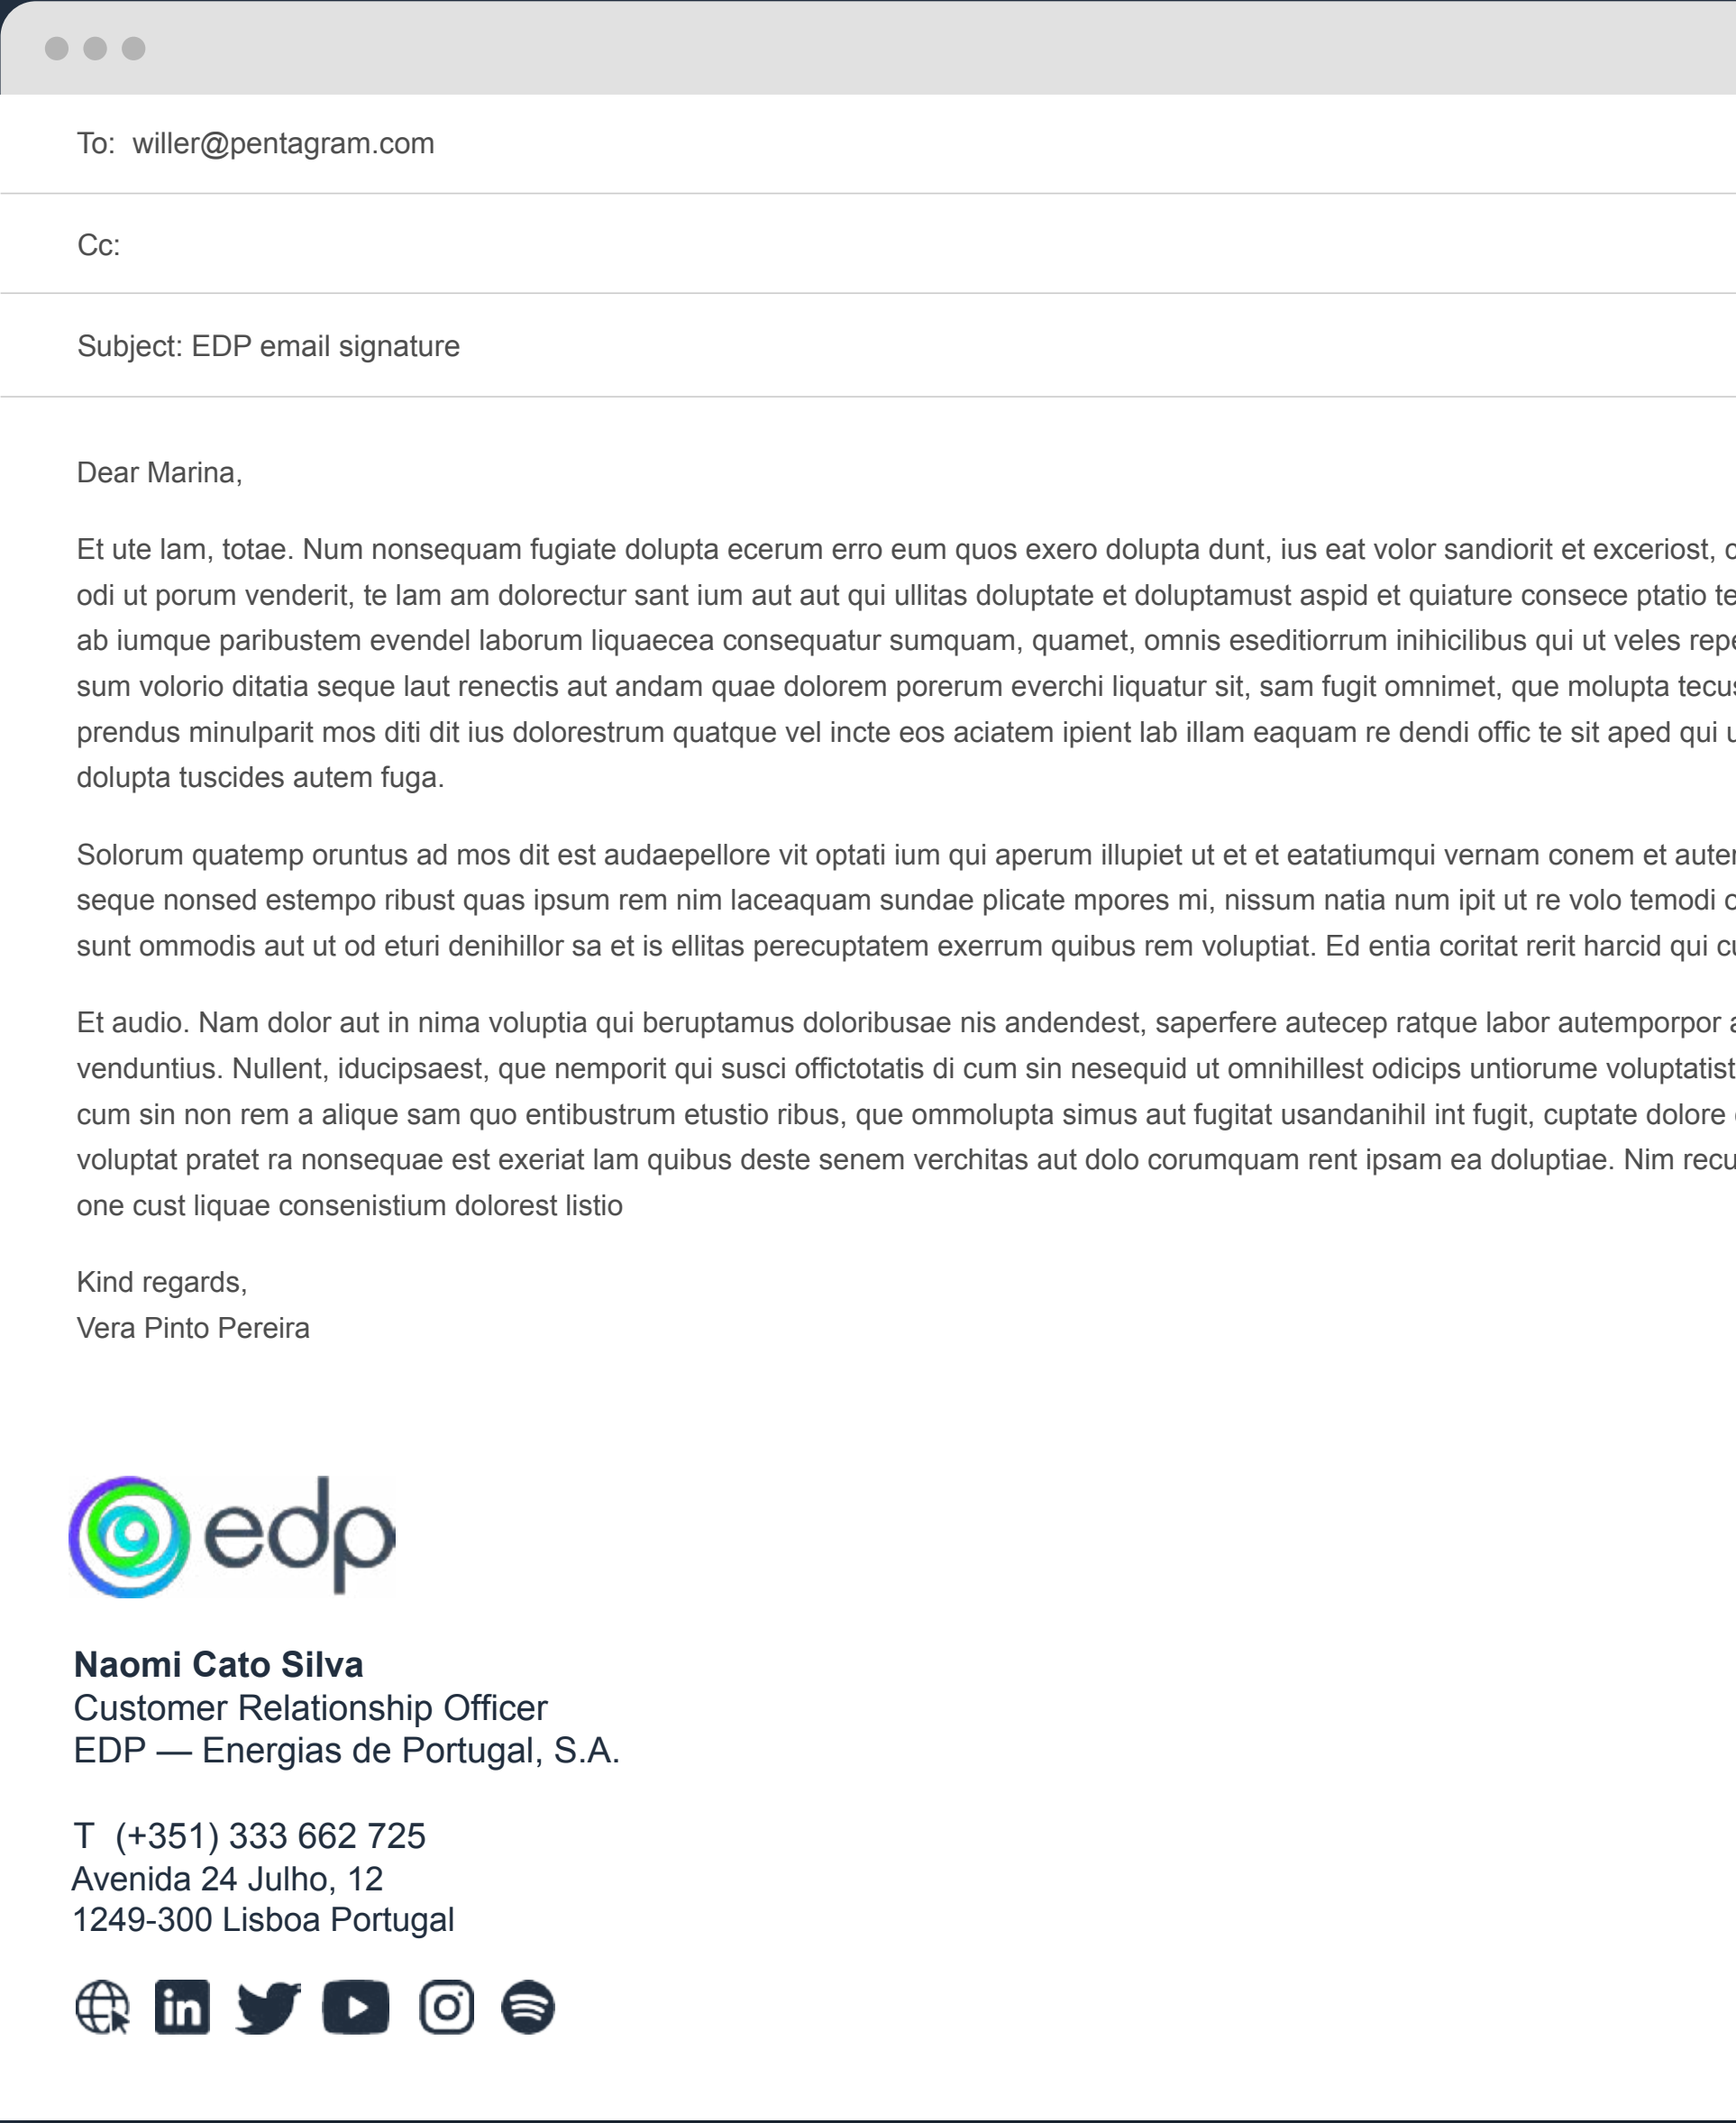 To: willer@pentagram.com
Cc:
Subject: EDP email signature
Dear Marina,
Et ute lam, totae. Num nonsequam fugiate dolupta ecerum erro eum quos exero dolupta dunt, ius eat volor sandiorit et exceriost,
odi ut porum venderit, te lam am dolorectur sant ium aut aut qui ullitas doluptate et doluptamust aspid et quiature consece ptatio
ab iumque paribustem evendel laborum liquaecea consequatur sumquam, quamet, omnis eseditiorrum inihicilibus qui ut veles
sum volorio ditatia seque laut renectis aut andam quae dolorem porerum everchi liquatur sit, sam fugit omnimet, que molupta
prendus minulparit mos diti dit ius dolorestrum quatque vel incte eos aciatem ipient lab illam eaquam re dendi offic te sit aped qui
dolupta tuscides autem fuga.
Solorum quatemp oruntus ad mos dit est audaepellore vit optati ium qui aperum illupiet ut et et eatatiumqui vernam conem et
seque nonsed estempo ribust quas ipsum rem nim laceaquam sundae plicate mpores mi, nissum natia num ipit ut re volo temodi
sunt ommodis aut ut od eturi denihillor sa et is ellitas perecuptatem exerrum quibus rem voluptiat. Ed entia coritat rerit harcid qui
Et audio. Nam dolor aut in nima voluptia qui beruptamus doloribusae nis andendest, saperfere autecep ratque labor autemporpor
venduntius. Nullent, iducipsaest, que nemporit qui susci offictotatis di cum sin nesequid ut omnihillest odicips untiorume voluptatist
cum sin non rem a alique sam quo entibustrum etustio ribus, que ommolupta simus aut fugitat usandanihil int fugit, cuptate dolore
voluptat pratet ra nonsequae est exeriat lam quibus deste senem verchitas aut dolo corumquam rent ipsam ea doluptiae. Nim
one cust liquae consenistium dolorest listio
Kind regards,
Vera Pinto Pereira
edp
Naomi Cato Silva
Customer Relationship Officer
EDP — Energias de Portugal, S.A.
T (+351) 333 662 725
Avenida 24 Julho, 12
1249-300 Lisboa Portugal
in